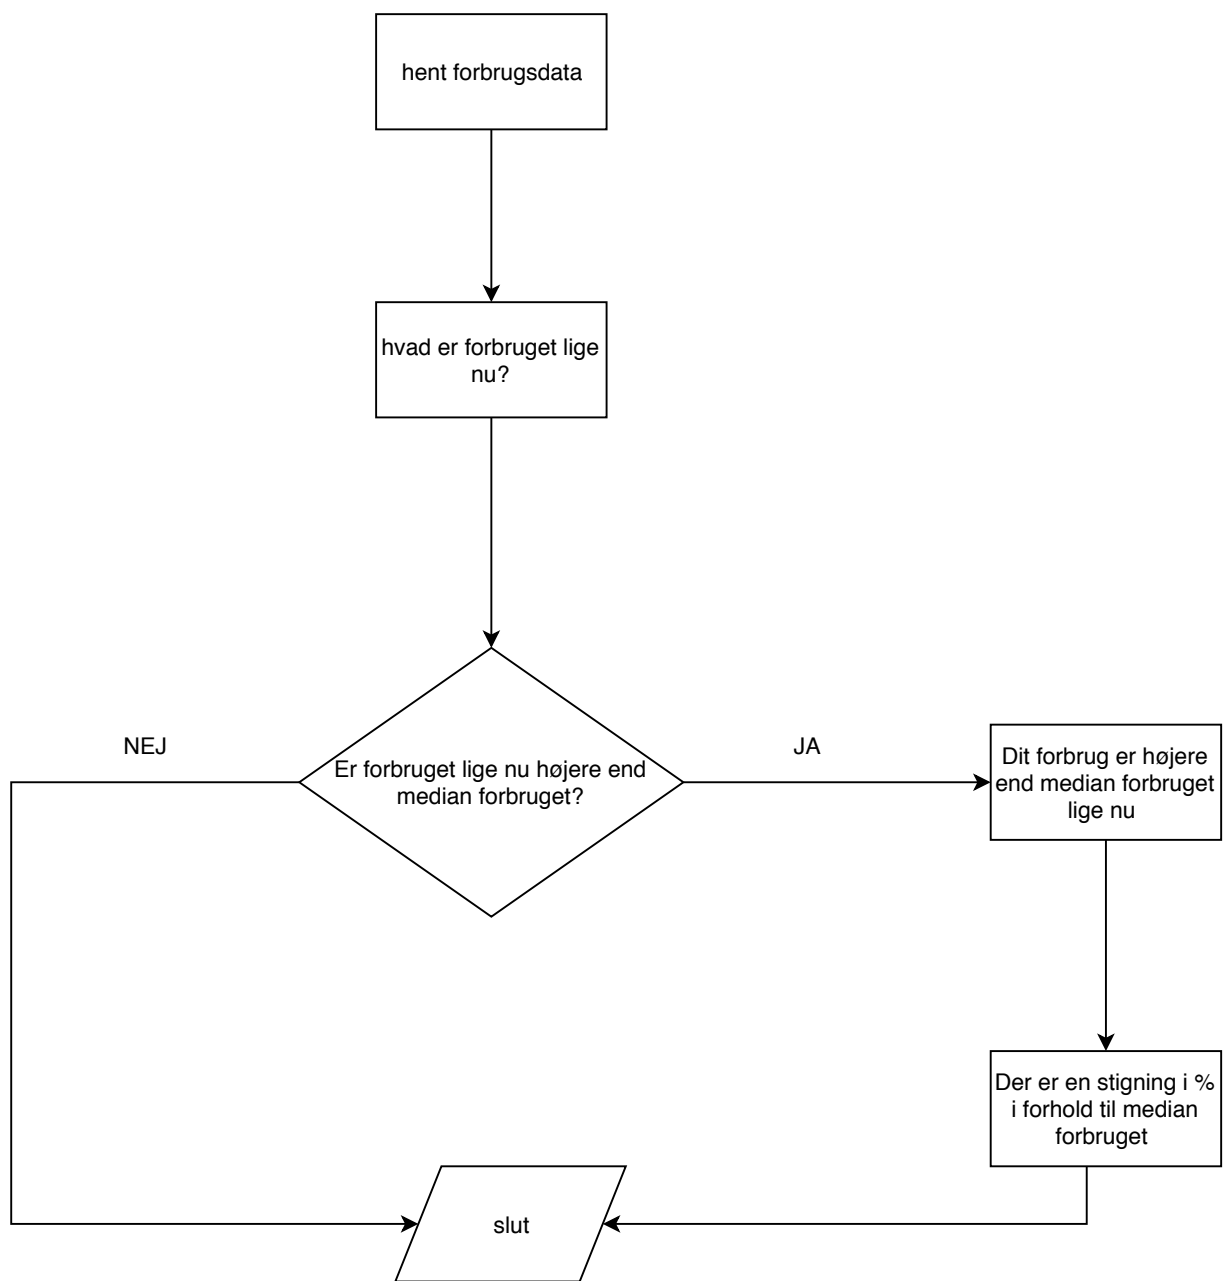 hent forbrugsdata
hvad er forbruget lige
nu?
NEJ
Er forbruget lige nu højere end
median forbruget?
JA
Dit forbrug er højere
end median forbruget
lige nu
Der er en stigning i %
i forhold til median
forbruget
slut